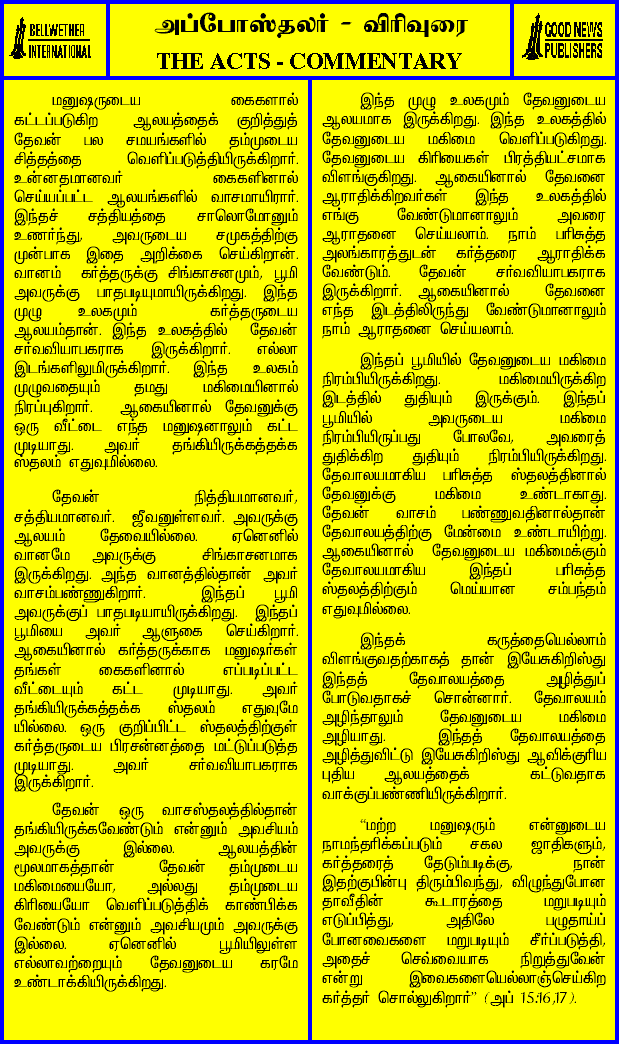 BELLWETHER
INTERNATIONAL
அப்போஸ்தலர் - விரிவுரை
THE ACTS - COMMENTARY
GOOD NEWS
PUBLISHERS
மனுஷருடைய கைகளால்
கட்டப்படுகிற ஆலயத்தைக் குறித்துத்
தேவன் பல சமயங்களில் தம்முடைய
சித்தத்தை வெளிப்படுத்தியிருக்கிறார்.
உன்னதமானவர் கைகளினால்
செய்யப்பட்ட ஆலயங்களில் வாசமாயிரார்.
இந்தச் சத்தியத்தை சாலொமோனும்
உணர்ந்து, அவருடைய சமுகத்திற்கு
முன்பாக இதை அறிக்கை செய்கிறான்.
வானம் கர்த்தருக்கு சிங்காசனமும், பூமி
அவருக்கு பாதபடியுமாயிருக்கிறது. இந்த
முழு உலகமும் கர்த்தருடைய
ஆலயம்தான். இந்த உலகத்தில் தேவன்
சர்வவியாபகராக இருக்கிறார். எல்லா
இடங்களிலுமிருக்கிறார். இந்த உலகம்
முழுவதையும் தமது மகிமையினால்
நிரப்புகிறார். ஆகையினால் தேவனுக்கு
ஒரு வீட்டை எந்த மனுஷனாலும் கட்ட
முடியாது. அவர் தங்கியிருக்கத்தக்க
ஸ்தலம் எதுவுமில்லை.
தேவன் நித்தியமானவர்,
சத்தியமானவர். ஜீவனுள்ளவர். அவருக்கு
ஆலயம் தேவையில்லை. ஏனெனில்
வானமே அவருக்கு சிங்காசனமாக
இருக்கிறது. அந்த வானத்தில்தான் அவர்
வாசம்பண்ணுகிறார். இந்தப் பூமி
அவருக்குப் பாதபடியாயிருக்கிறது. இந்தப்
பூமியை அவர் ஆளுகை செய்கிறார்.
ஆகையினால் கர்த்தருக்காக மனுஷர்கள்
தங்கள் கைகளினால் எப்படிப்பட்ட
வீட்டையும் கட்ட முடியாது. அவர்
தங்கியிருக்கத்தக்க ஸ்தலம் எதுவுமே
யில்லை. ஒரு குறிப்பிட்ட ஸ்தலத்திற்குள்
கர்த்தருடைய பிரசன்னத்தை மட்டுப்படுத்த
முடியாது. அவர் சர்வவியாபகராக
இருக்கிறார்.
தேவன் ஒரு வாசஸ்தலத்தில்தான்
தங்கியிருக்கவேண்டும் என்னும் அவசியம்
அவருக்கு இல்லை. ஆலயத்தின்
மூலமாகத்தான் தேவன் தம்முடைய
மகிமையையோ, அல்லது தம்முடைய
கிரியையோ வெளிப்படுத்திக் காண்பிக்க
வேண்டும் என்னும் அவசியமும் அவருக்கு
இல்லை. ஏனெனில் பூமியிலுள்ள
எல்லாவற்றையும் தேவனுடைய கரமே
உண்டாக்கியிருக்கிறது.
இந்த முழு உலகமும் தேவனுடைய
ஆலயமாக இருக்கிறது. இந்த உலகத்தில்
தேவனுடைய மகிமை வெளிப்படுகிறது.
தேவனுடைய கிரியைகள் பிரத்தியட்சமாக
விளங்குகிறது. ஆகையினால் தேவனை
ஆராதிக்கிறவர்கள் இந்த உலகத்தில்
எங்கு வேண்டுமானாலும் அவரை
ஆராதனை செய்யலாம். நாம் பரிசுத்த
அலங்காரத்துடன் கர்த்தரை ஆராதிக்க
வேண்டும். தேவன் சர்வவியாபகராக
இருக்கிறார். ஆகையினால் தேவனை
எந்த இடத்திலிருந்து வேண்டுமானாலும்
நாம் ஆராதனை செய்யலாம்.
இந்தப் பூமியில் தேவனுடைய மகிமை
நிரம்பியிருக்கிறது. மகிமையிருக்கிற
இடத்தில் துதியும் இருக்கும். இந்தப்
பூமியில் அவருடைய மகிமை
நிரம்பியிருப்பது போலவே, அவரைத்
துதிக்கிற துதியும் நிரம்பியிருக்கிறது.
தேவாலயமாகிய பரிசுத்த ஸ்தலத்தினால்
தேவனுக்கு மகிமை உண்டாகாது.
தேவன் வாசம் பண்ணுவதினால்தான்
தேவாலயத்திற்கு மேன்மை உண்டாயிற்று.
ஆகையினால் தேவனுடைய மகிமைக்கும்
தேவாலயமாகிய இந்தப் பரிசுத்த
ஸ்தலத்திற்கும் மெய்யான சம்பந்தம்
எதுவுமில்லை.
இந்தக் கருத்தையெல்லாம்
விளங்குவதற்காகத் தான் இயேசுகிறிஸ்து
இந்தத் தேவாலயத்தை அழித்துப்
போடுவதாகச் சொன்னார். தேவாலயம்
அழிந்தாலும் தேவனுடைய மகிமை
அழியாது. இந்தத் தேவாலயத்தை
அழித்துவிட்டு இயேசுகிறிஸ்து ஆவிக்குரிய
புதிய ஆலயத்தைக் கட்டுவதாக
வாக்குப்பண்ணியிருக்கிறார்.
“மற்ற மனுஷரும் என்னுடைய
நாமந்தரிக்கப்படும் சகல ஜாதிகளும்,
கர்த்தரைத் தேடும்படிக்கு, நான்
இதற்குபின்பு திரும்பிவந்து, விழுந்துபோன
தாவீதின் கூடாரத்தை மறுபடியும்
எடுப்பித்து, அதிலே பழுதாய்ப்
போனவைகளை மறுபடியும் சீர்ப்படுத்தி,
அதைச் செவ்வையாக நிறுத்துவேன்
என்று இவைகளையெல்லாஞ்செய்கிற
கர்த்தர் சொல்லுகிறார்” (அப் 15:16,17).